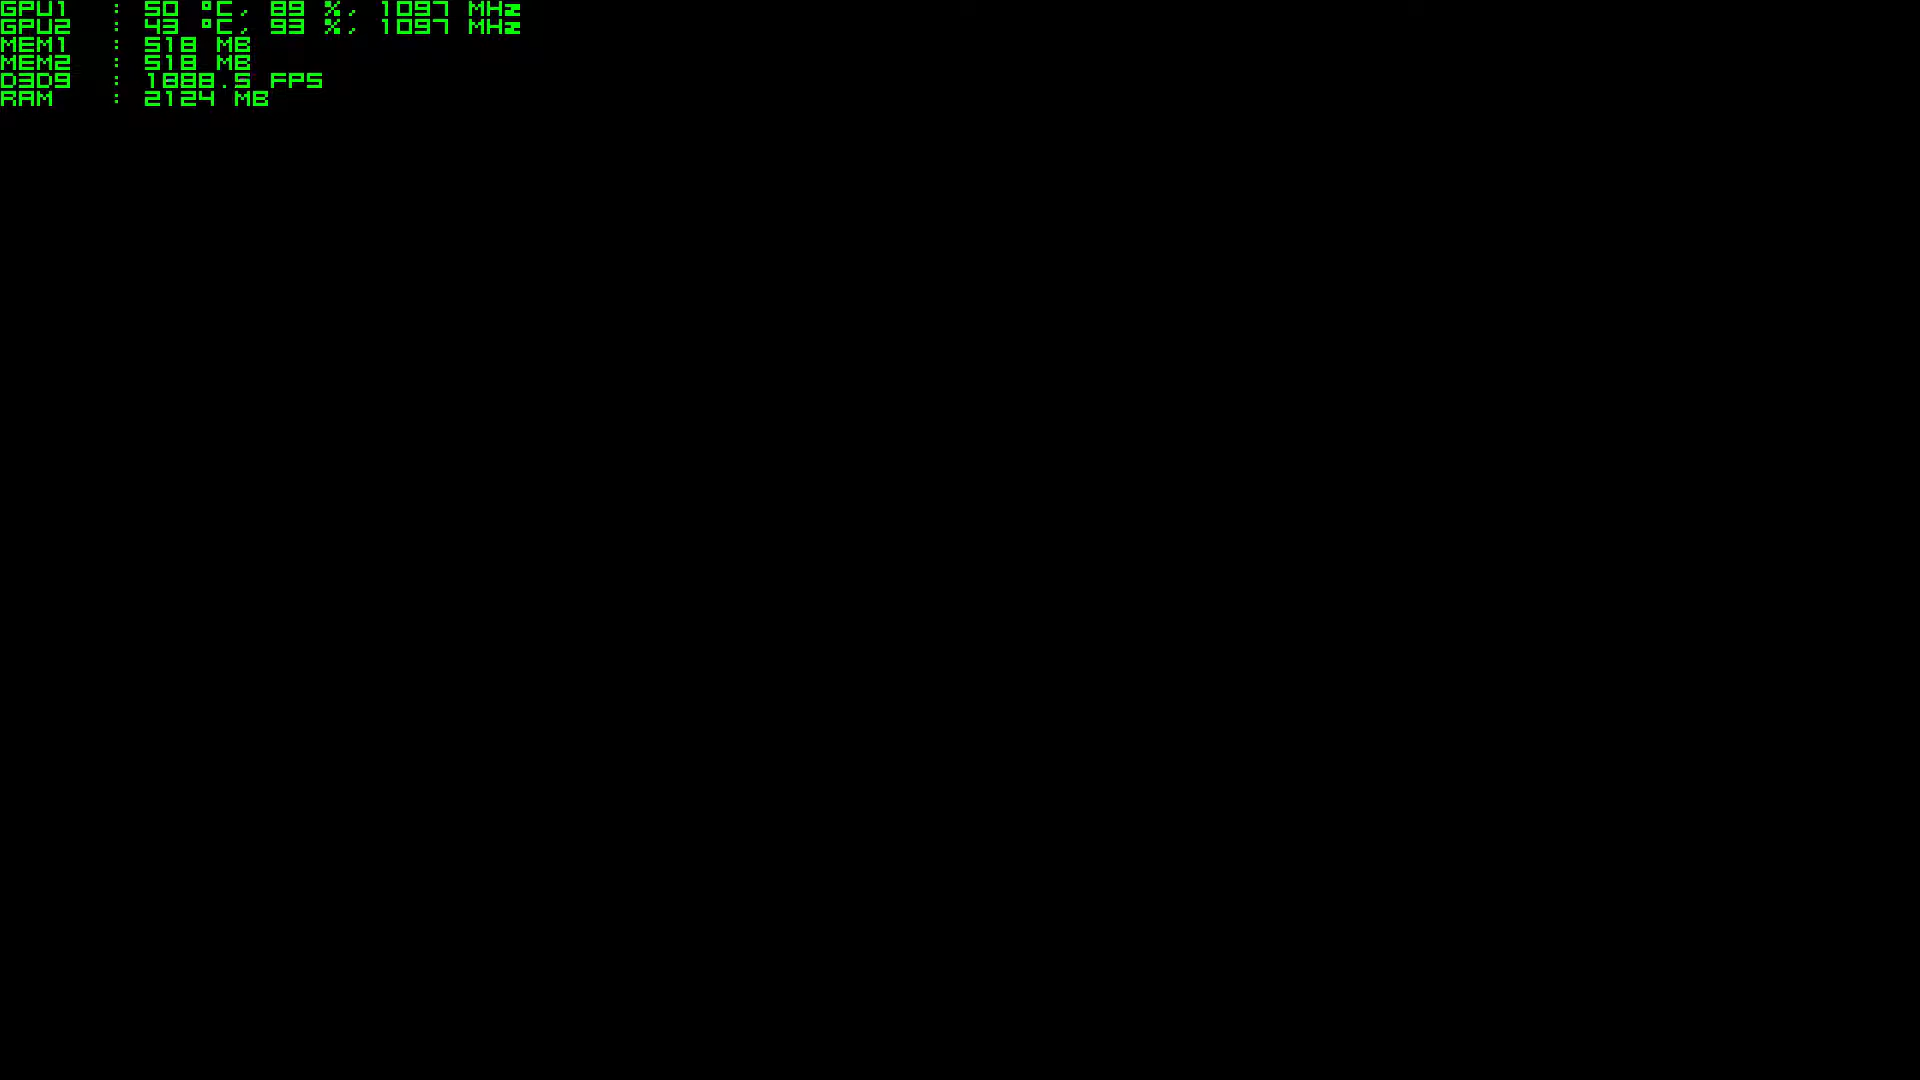 GPU1 : 50 °C, 89 %, 1097 MHz
GPU2 : 43 °C, 93 %, 1097 MHz
MEM1 : 518 MB
MEM2 : 518 MB
D3D9 : 1888.5 FPS
RAM : 2124 MB